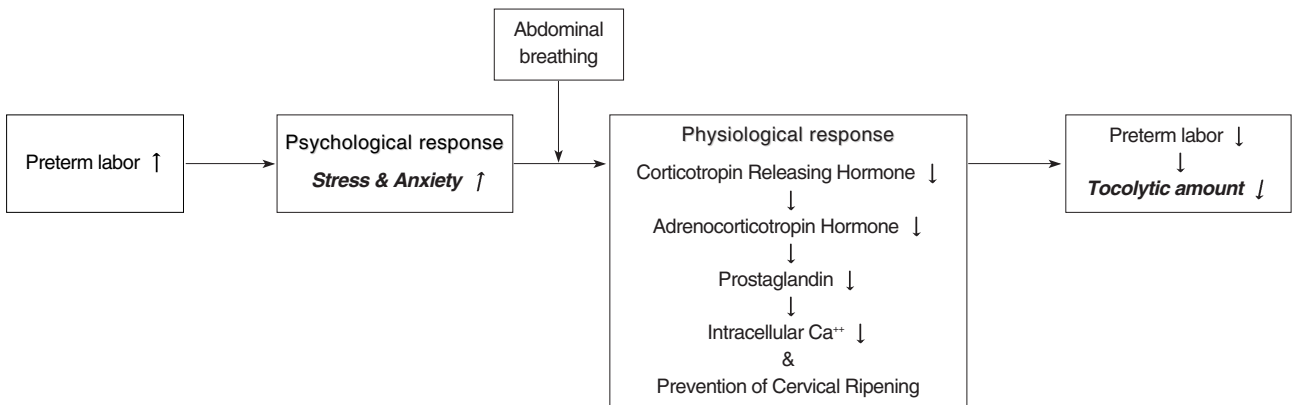 Abdominal
breathing
Preterm labor ↑
Psychological response
Stress & Anxiety ↑
Physiological response
Corticotropin Releasing Hormone ↓
↓
Adrenocorticotropin Hormone ↓
↓
Prostaglandin ↓
↓
Intracellular Ca⁺⁺ ↓
&
Prevention of Cervical Ripening
Preterm labor ↓
↓
Tocolytic amount ↓